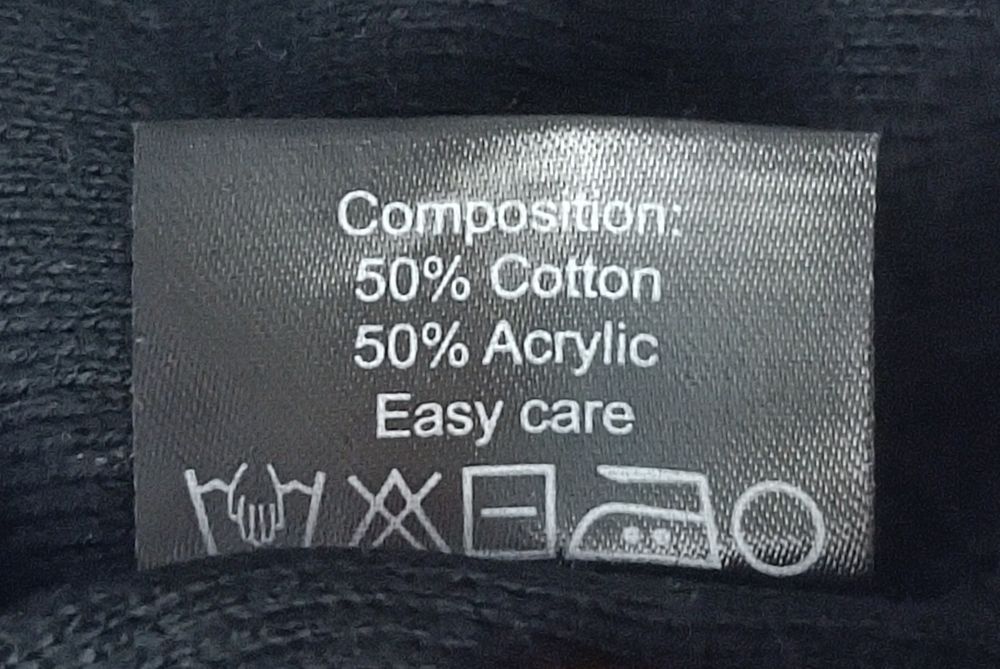 Composition:
50% Cotton
50% Acrylic
Easy care